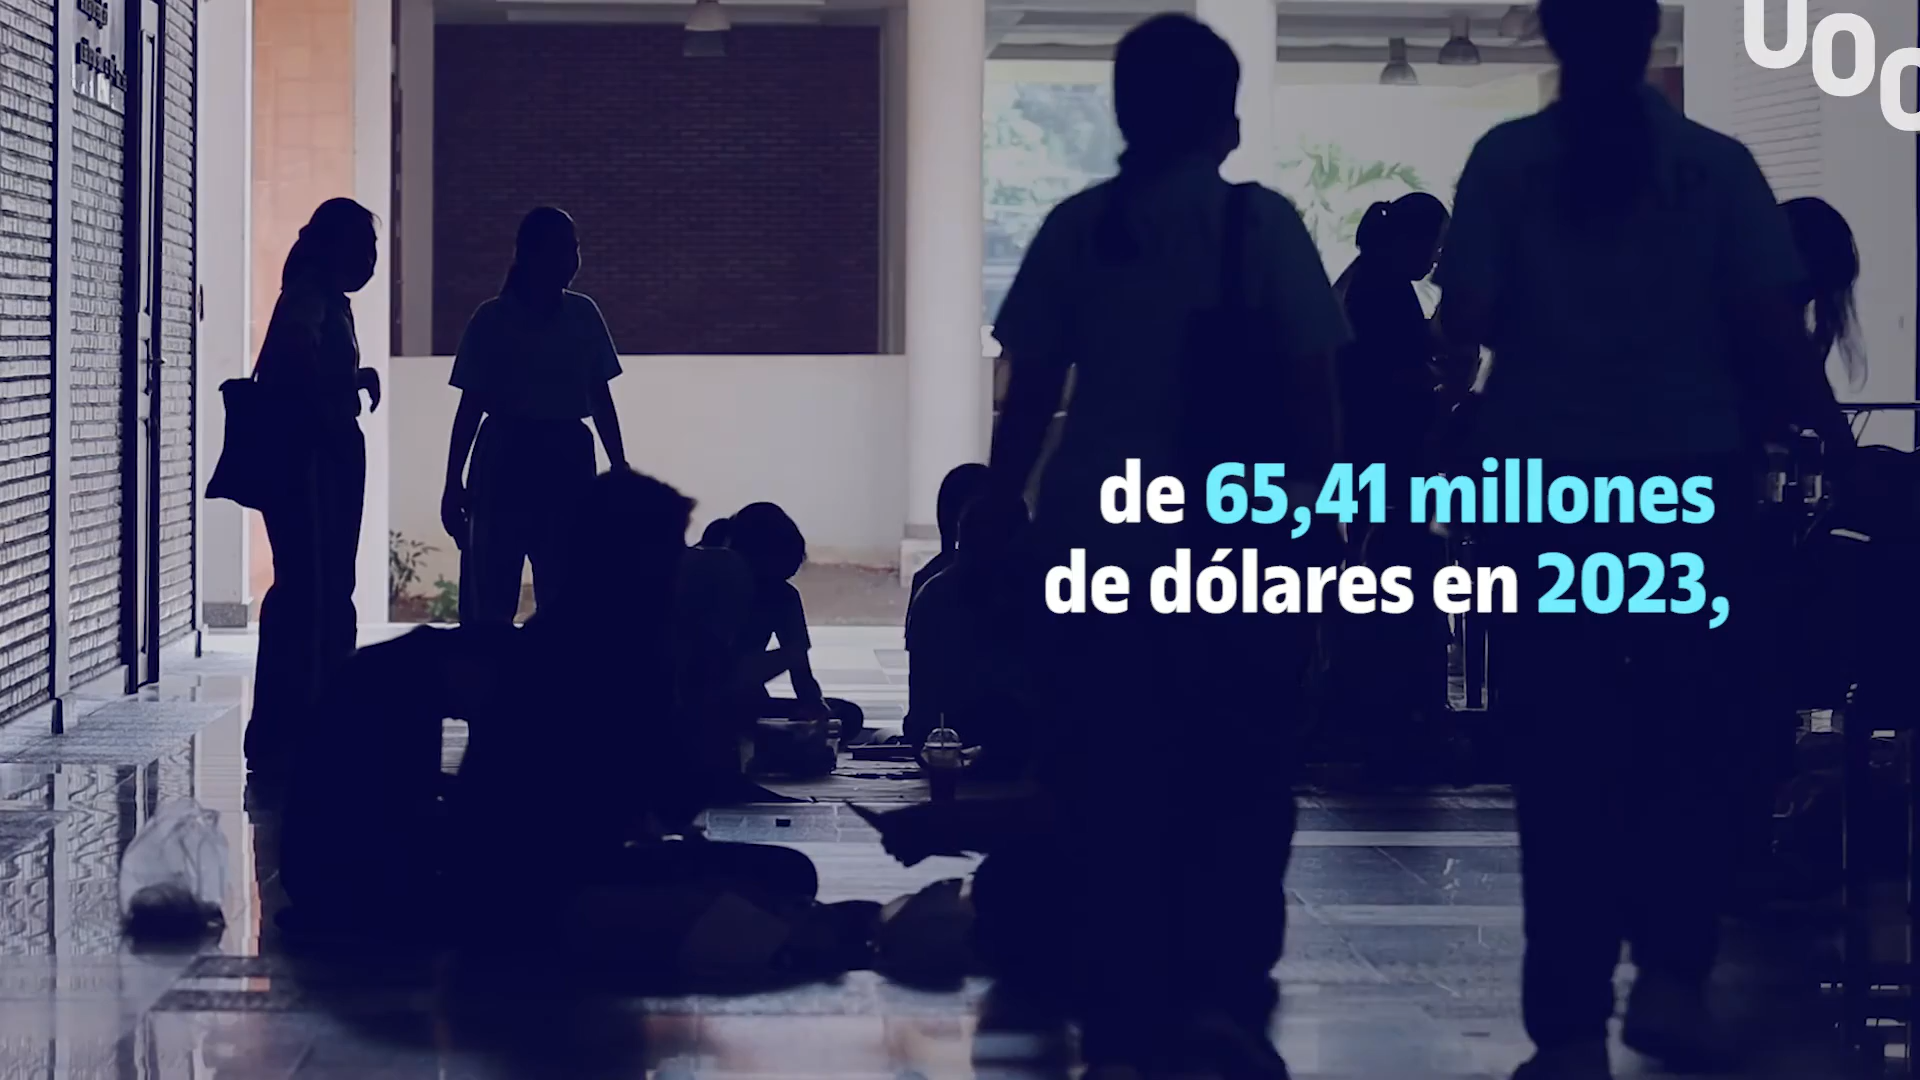 UOC
de 65,41 millones
de dólares en 2023,